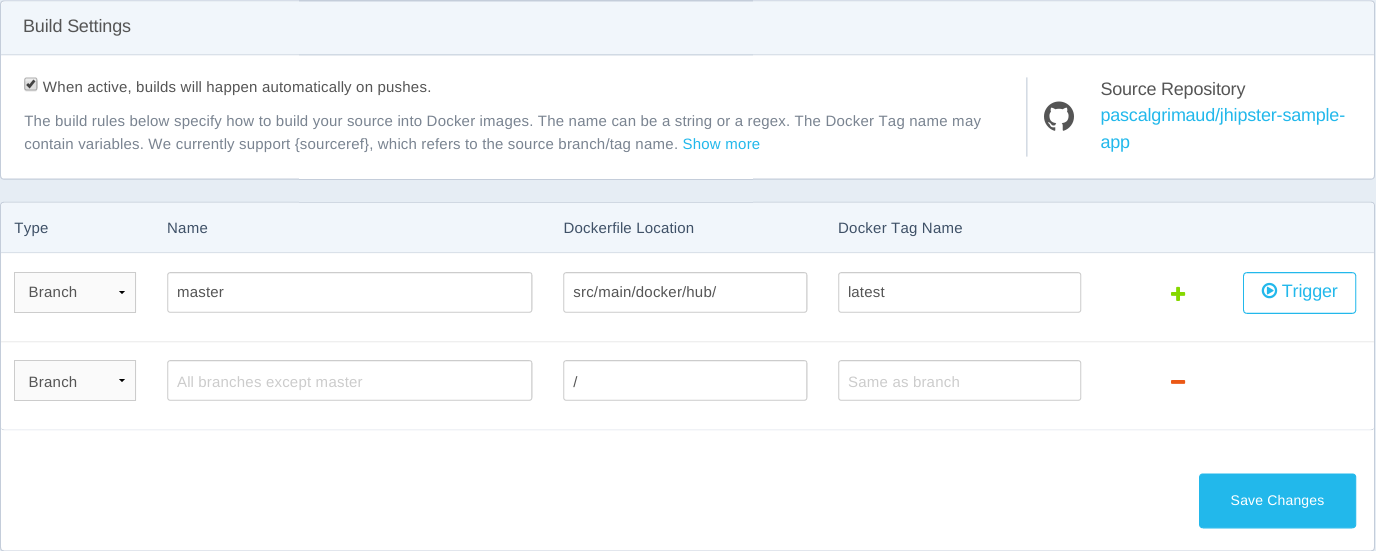 Build Settings
When active, builds will happen automatically on pushes.
The build rules below specify how to build your source into Docker images. The name can be a string or a regex. The Docker Tag name may
contain variables. We currently support {sourceref}, which refers to the source branch/tag name. Show more
Source Repository
pascalgrimaud/jhipster-sample-
app
Type Name Dockerfile Location Docker Tag Name
Branch master src/main/docker/hub/ latest Trigger
Branch All branches except master / Same as branch
Save Changes